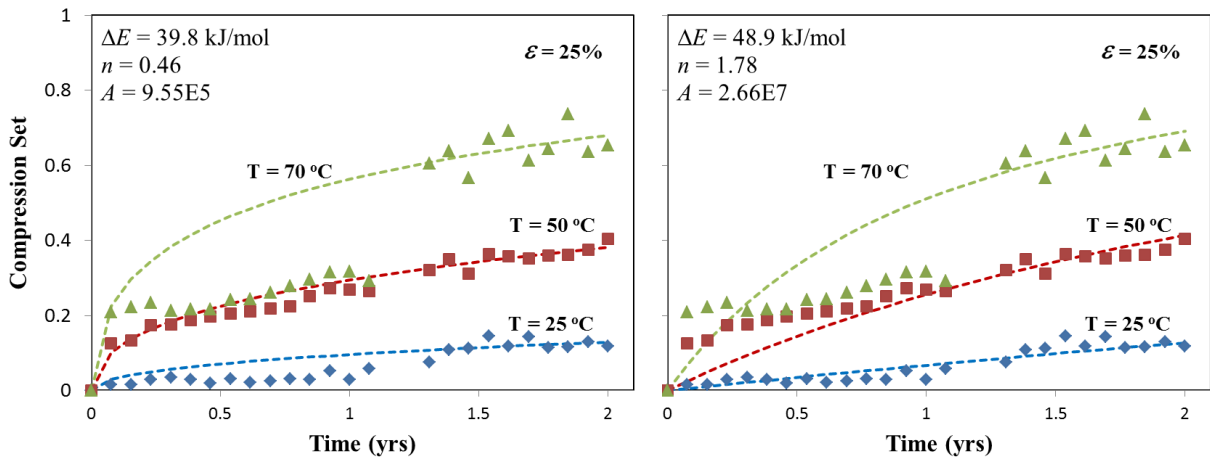 ΔE = 39.8 kJ/mol
n = 0.46
A = 9.55E5
ε = 25%
T = 70 °C
T = 50 °C
T = 25 °C
Compression Set
1
0.8
0.6
0.4
0.2
0
0
0.5
1
1.5
2
Time (yrs)
ΔE = 48.9 kJ/mol
n = 1.78
A = 2.66E7
ε = 25%
T = 70 °C
T = 50 °C
T = 25 °C
0
0.5
1
1.5
2
Time (yrs)